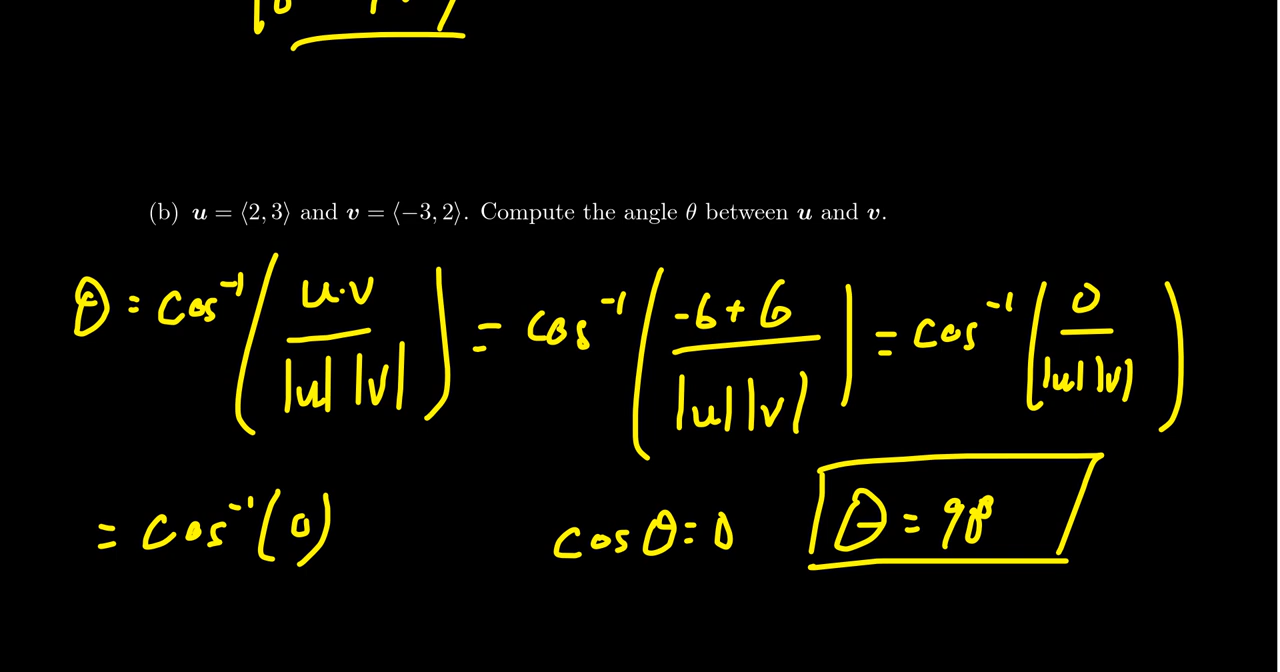 (b) u = ⟨2, 3⟩ and v = ⟨−3, 2⟩. Compute the angle θ between u and v.
θ = cos⁻¹(u·v / |u||v|) = cos⁻¹(-6+6 / |u||v|) = cos⁻¹(0 / |u||v|)
= cos⁻¹(0) cos θ = 0 θ = 90°